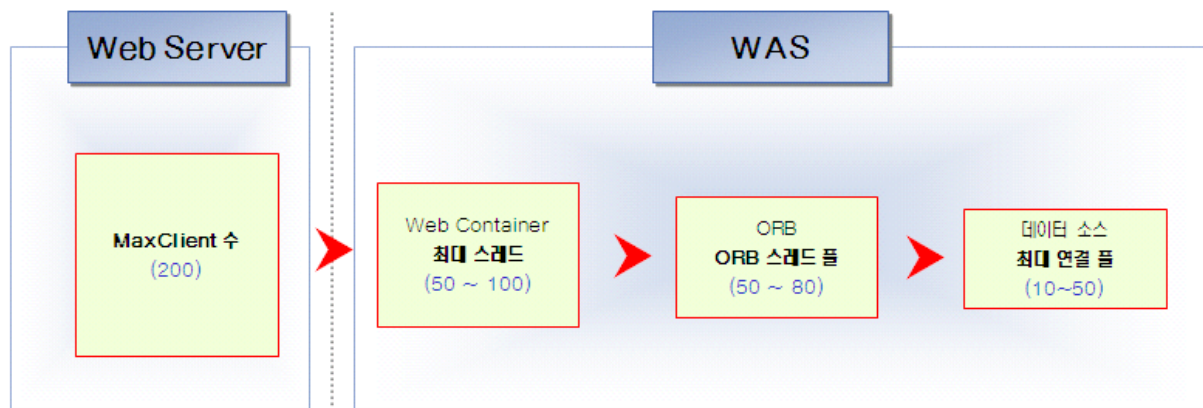 Web Server
WAS
MaxClient 수
(200)
Web Container
최대 스레드
(50 ~ 100)
ORB
ORB 스레드 풀
(50 ~ 80)
데이터 소스
최대 연결 풀
(10~50)